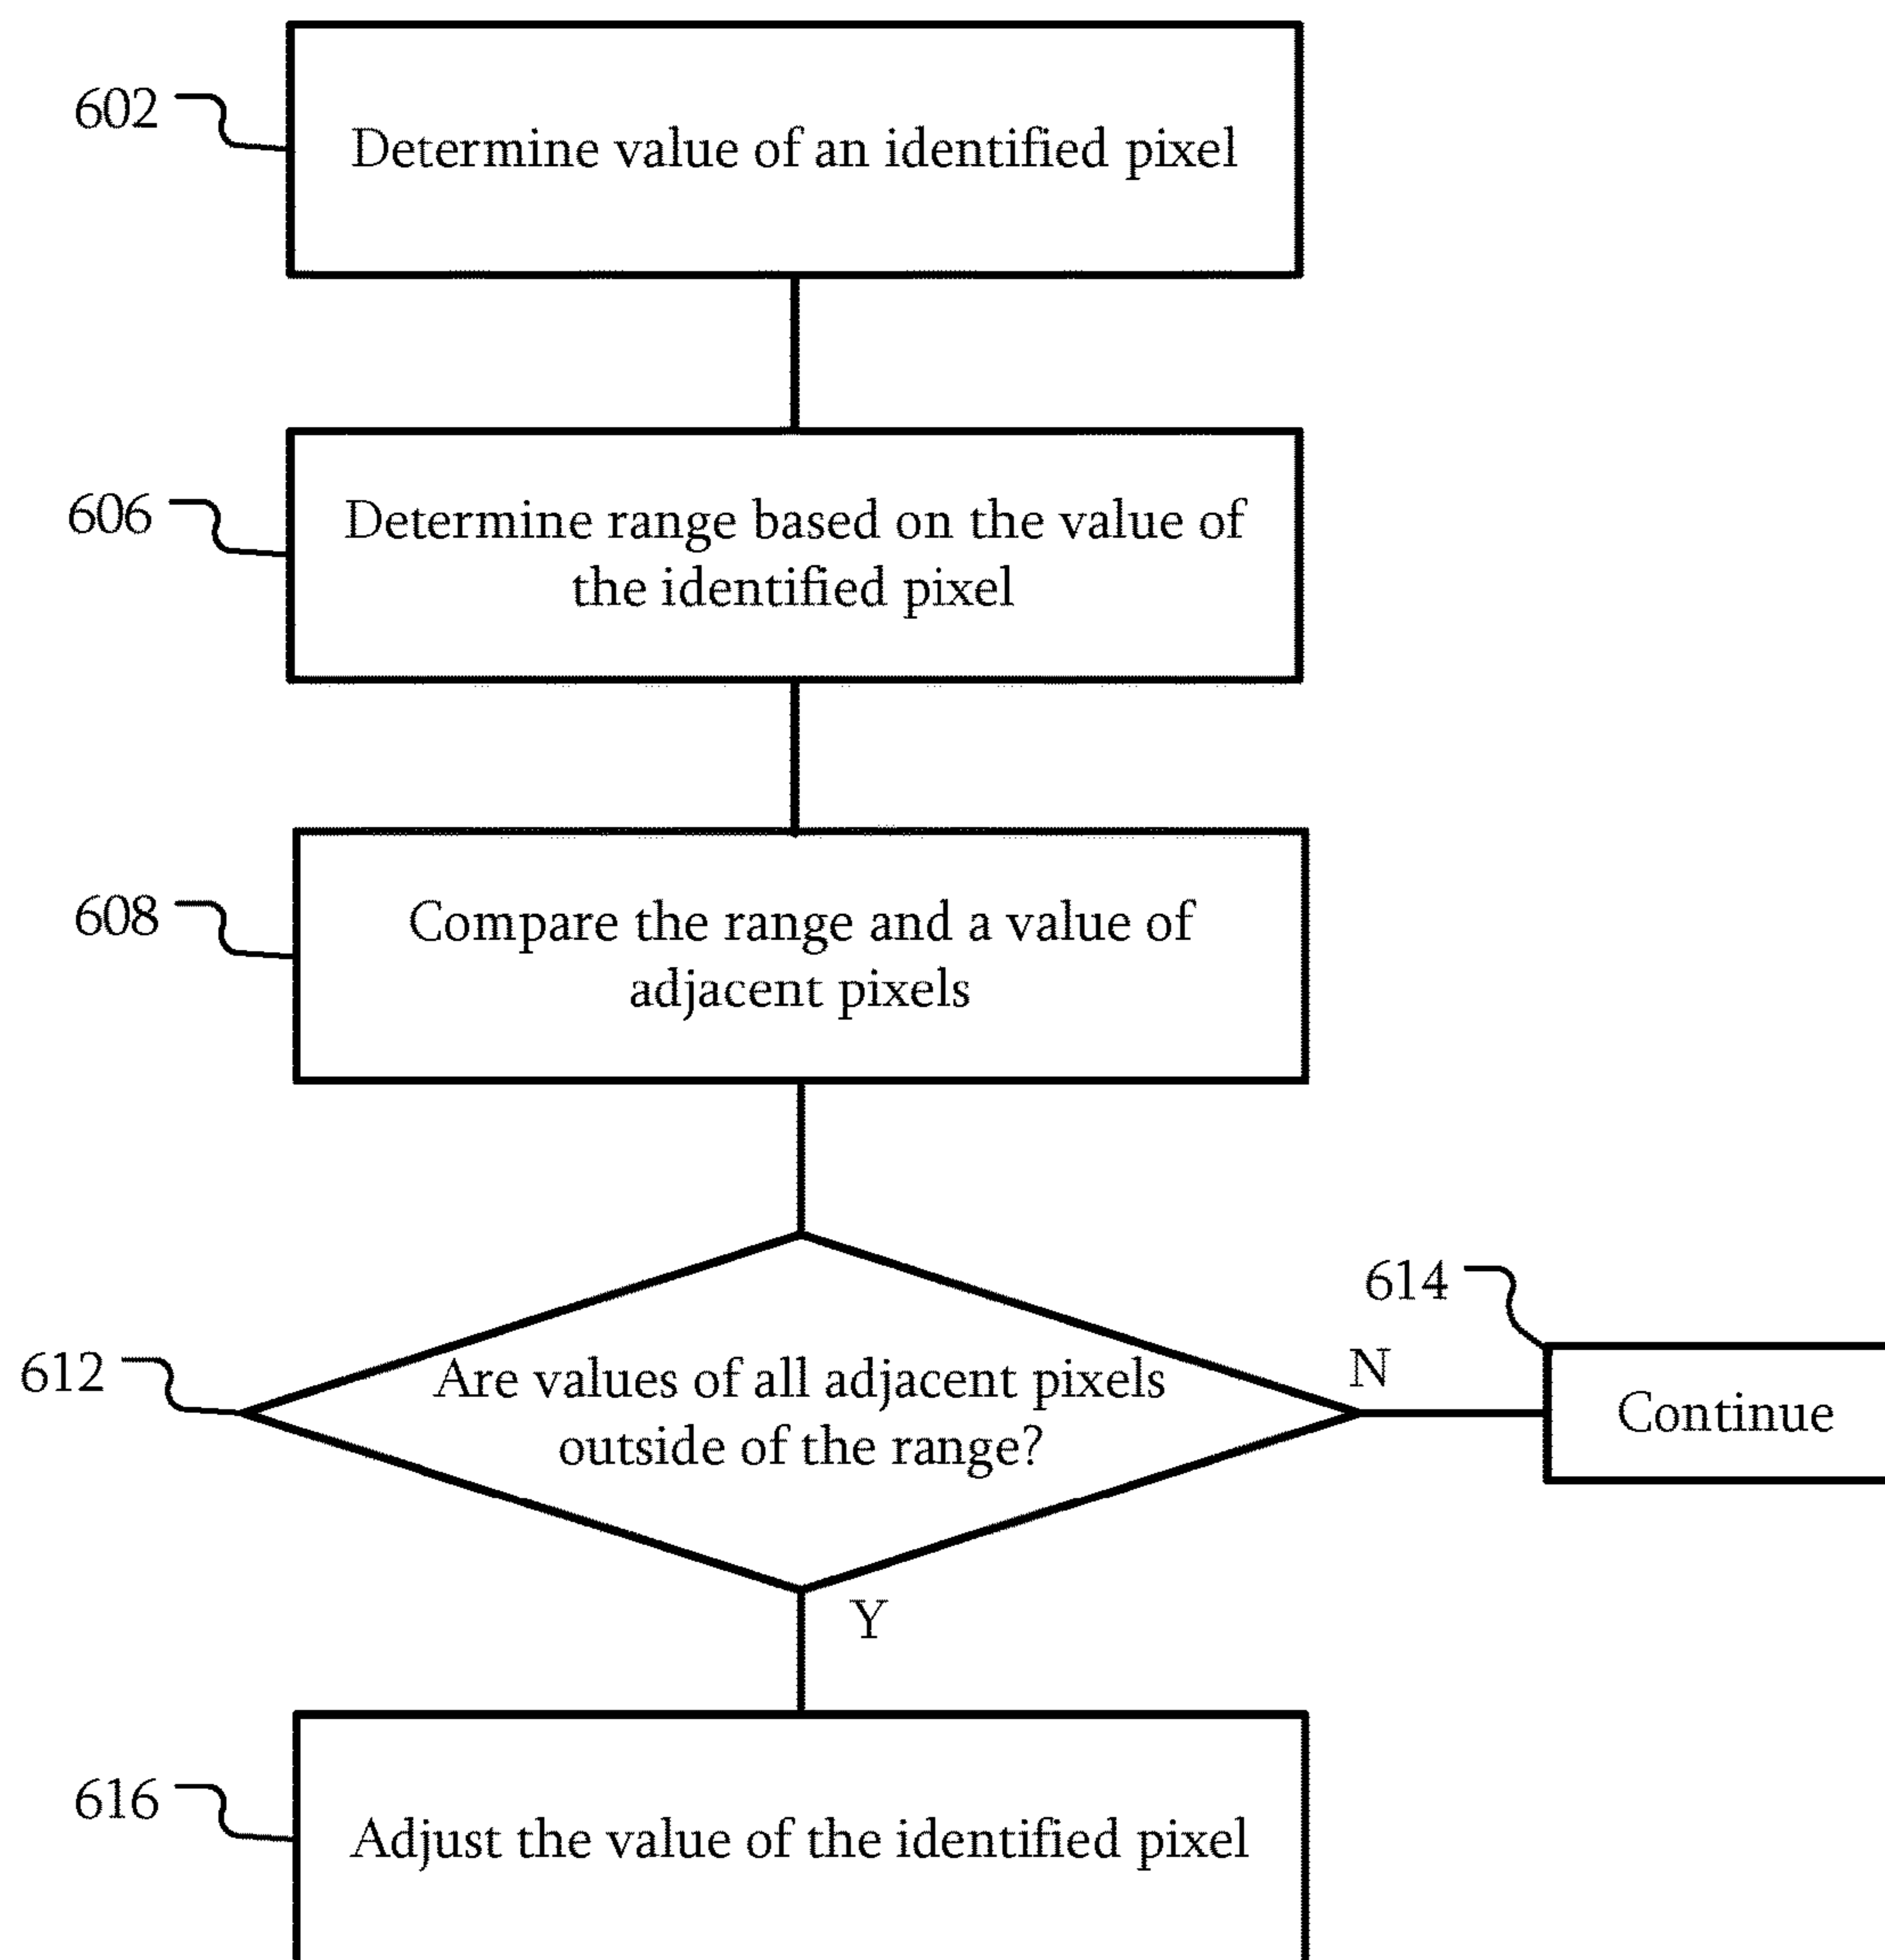 602
Determine value of an identified pixel
606
Determine range based on the value of
the identified pixel
608
Compare the range and a value of
adjacent pixels
612
Are values of all adjacent pixels
outside of the range?
N
614
Continue
Y
616
Adjust the value of the identified pixel